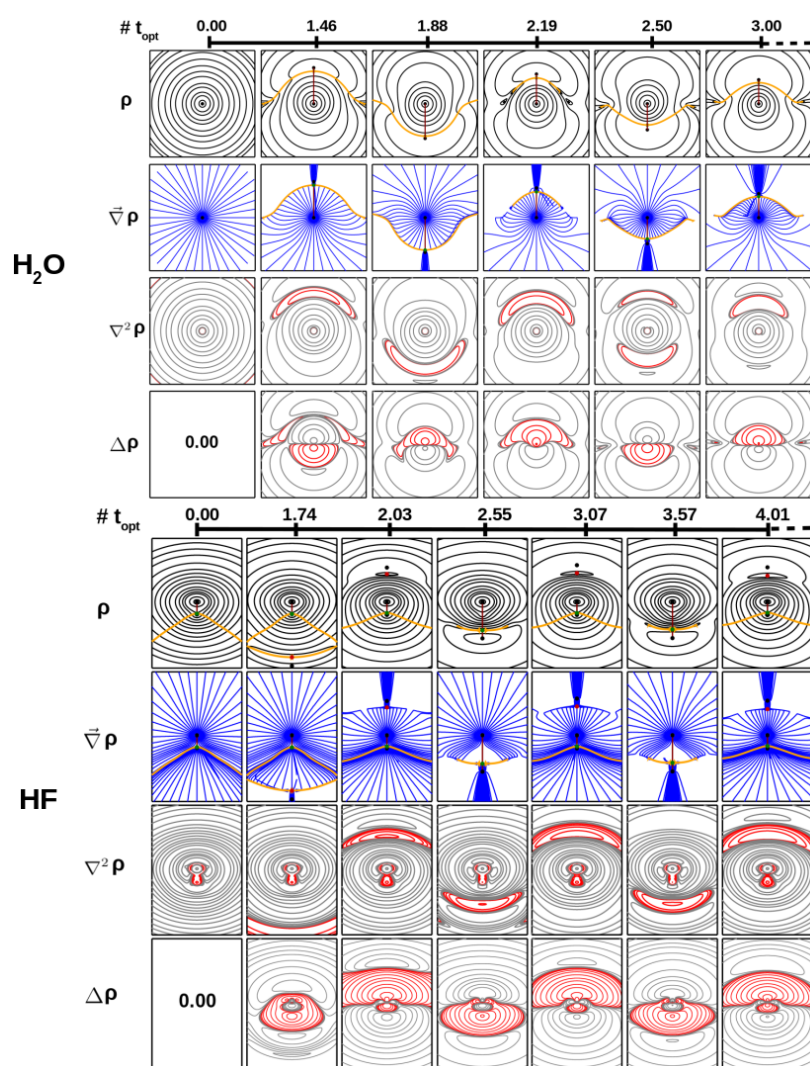 # t_opt 0.00 1.46 1.88 2.19 2.50 3.00
ρ
∇⃗ρ
H₂O
∇²ρ
Δρ
0.00
# t_opt 0.00 1.74 2.03 2.55 3.07 3.57 4.01
ρ
∇⃗ρ
HF
∇²ρ
Δρ
0.00